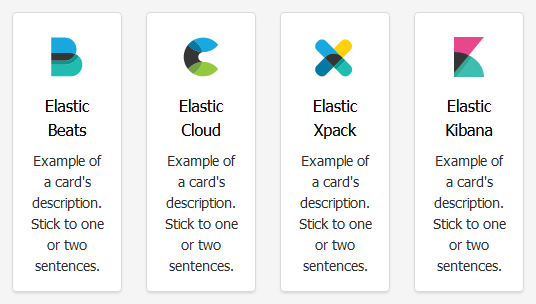 Elastic
Beats
Example of
a card's
description.
Stick to one
or two
sentences.
Elastic
Cloud
Example of
a card's
description.
Stick to one
or two
sentences.
Elastic
Xpack
Example of
a card's
description.
Stick to one
or two
sentences.
Elastic
Kibana
Example of
a card's
description.
Stick to one
or two
sentences.